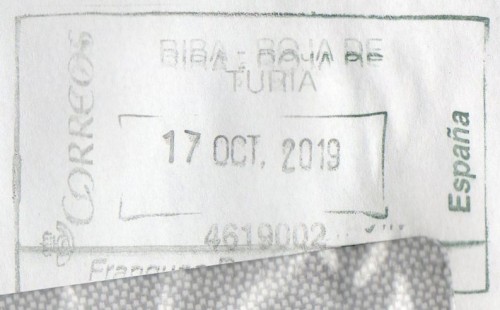 CORREOS
RIBA-ROJA DE
TURIA
17 OCT. 2019
España
4619002